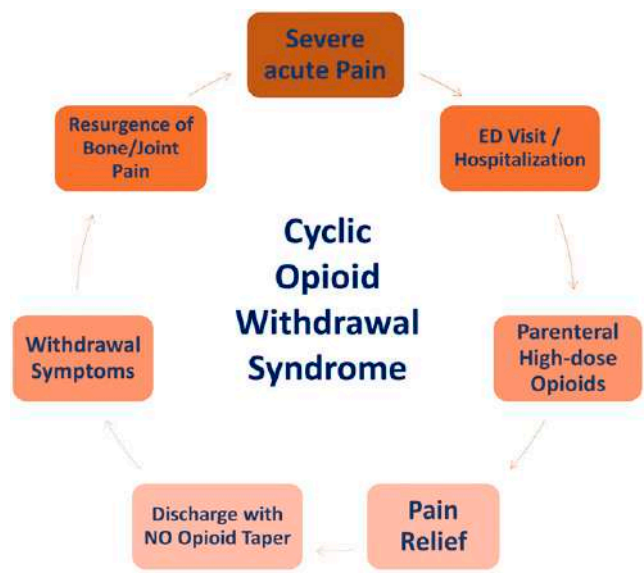 Severe
acute Pain
ED Visit /
Hospitalization
Parenteral
High-dose
Opioids
Pain
Relief
Discharge with
NO Opioid Taper
Withdrawal
Symptoms
Resurgence of
Bone/Joint
Pain
Cyclic
Opioid
Withdrawal
Syndrome